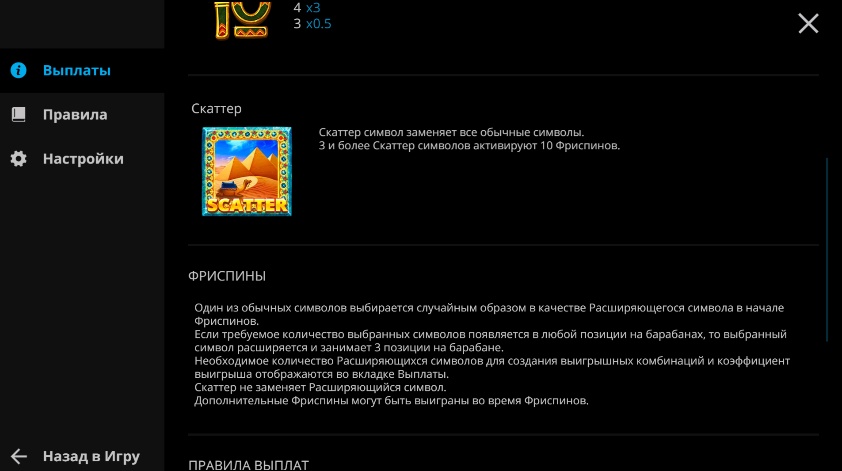 4 x3
3 x0.5
Выплаты
Правила
Настройки
Назад в Игру
Скаттер
SCATTER
Скаттер символ заменяет все обычные символы.
3 и более Скаттер символов активируют 10 Фриспинов.
ФРИСПИНЫ
Один из обычных символов выбирается случайным образом в качестве Расширяющегося символа в начале
Фриспинов.
Если требуемое количество выбранных символов появляется в любой позиции на барабанах, то выбранный
символ расширяется и занимает 3 позиции на барабане.
Необходимое количество Расширяющихся символов для создания выигрышных комбинаций и коэффициент
выигрыша отображаются во вкладке Выплаты.
Скаттер не заменяет Расширяющийся символ.
Дополнительные Фриспины могут быть выиграны во время Фриспинов.
ПРАВИЛА ВЫПЛАТ